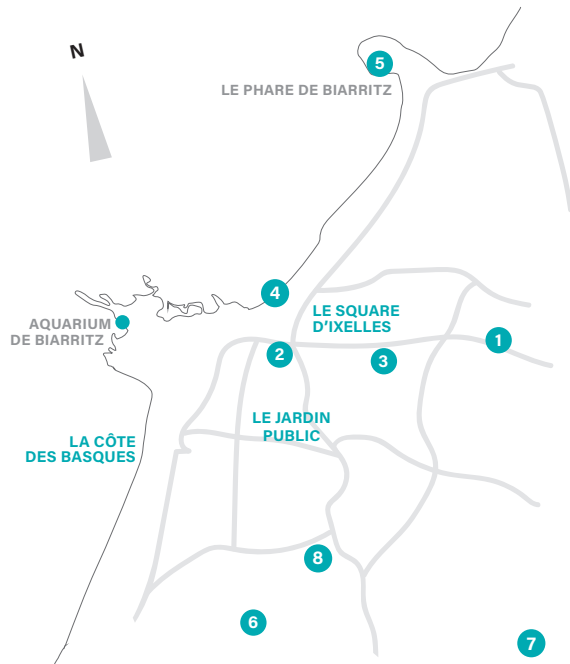 N
5
LE PHARE DE BIARRITZ
4
AQUARIUM
DE BIARRITZ
LE SQUARE
D'IXELLES
1
2
3
LE JARDIN
PUBLIC
LA CÔTE
DES BASQUES
8
6
7